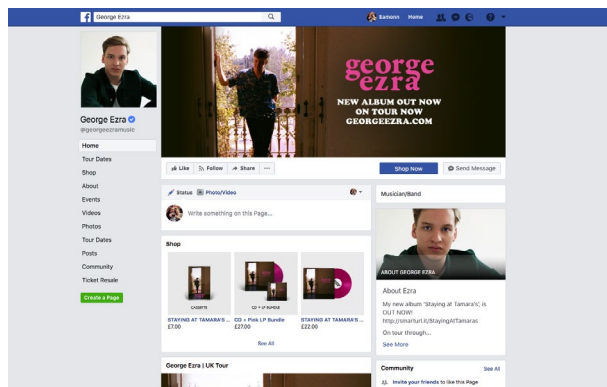 f George Ezra
Eamonn Home
george
ezra
NEW ALBUM OUT NOW
ON TOUR NOW
GEORGEEZRA.COM
George Ezra
@georgeezramusic
Home
Tour Dates
Shop
About
Events
Videos
Photos
Tour Dates
Posts
Community
Ticket Resale
Create a Page
Like Follow Share ...
Shop Now Send Message
Status Photo/Video
Write something on this Page...
Shop
CASSETTE
CD + LP BUNDLE
STAYING AT TAMARA'S ...
£7.00
CD + Pink LP Bundle
£27.00
STAYING AT TAMARA'S ...
£22.00
See All
George Ezra | UK Tour
Musician/Band
ABOUT GEORGE EZRA
About Ezra
My new album 'Staying at Tamara's', is
OUT NOW!
http://smarturl.it/StayingAtTamaras
On tour through...
See More
Community See All
Invite your friends to like this Page